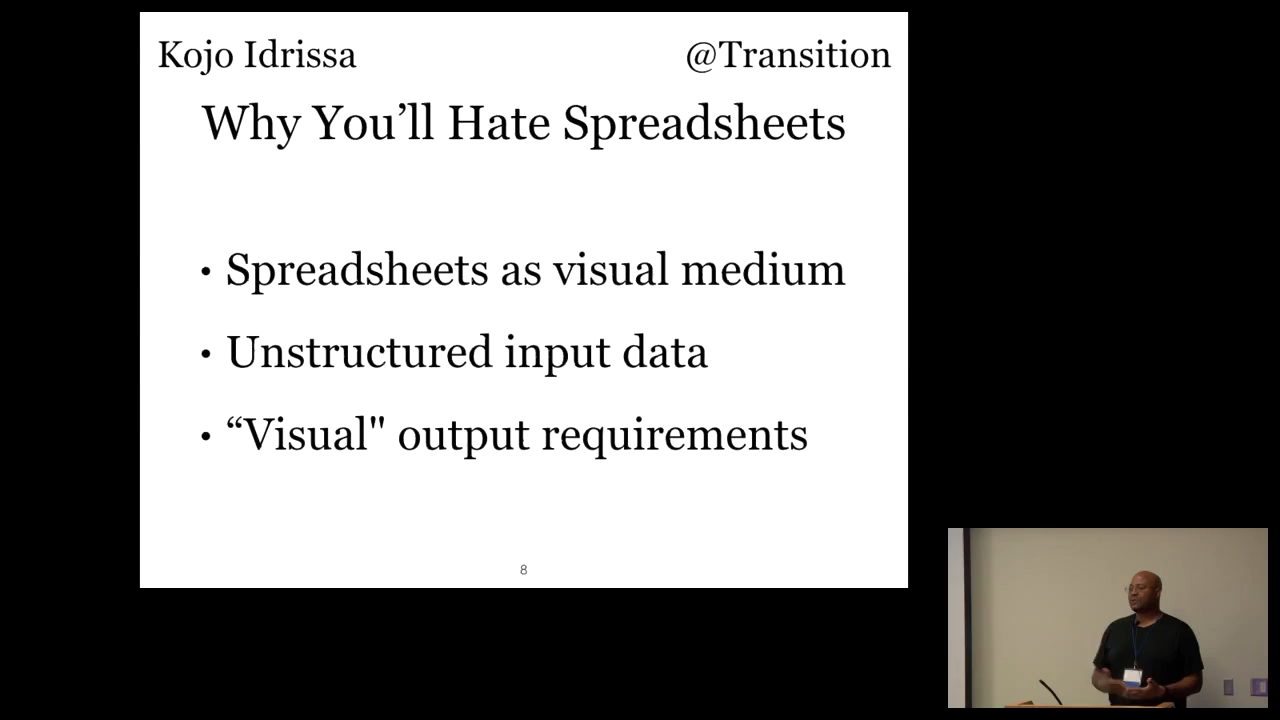 Kojo Idrissa @Transition
Why You’ll Hate Spreadsheets
• Spreadsheets as visual medium
• Unstructured input data
• “Visual" output requirements
8